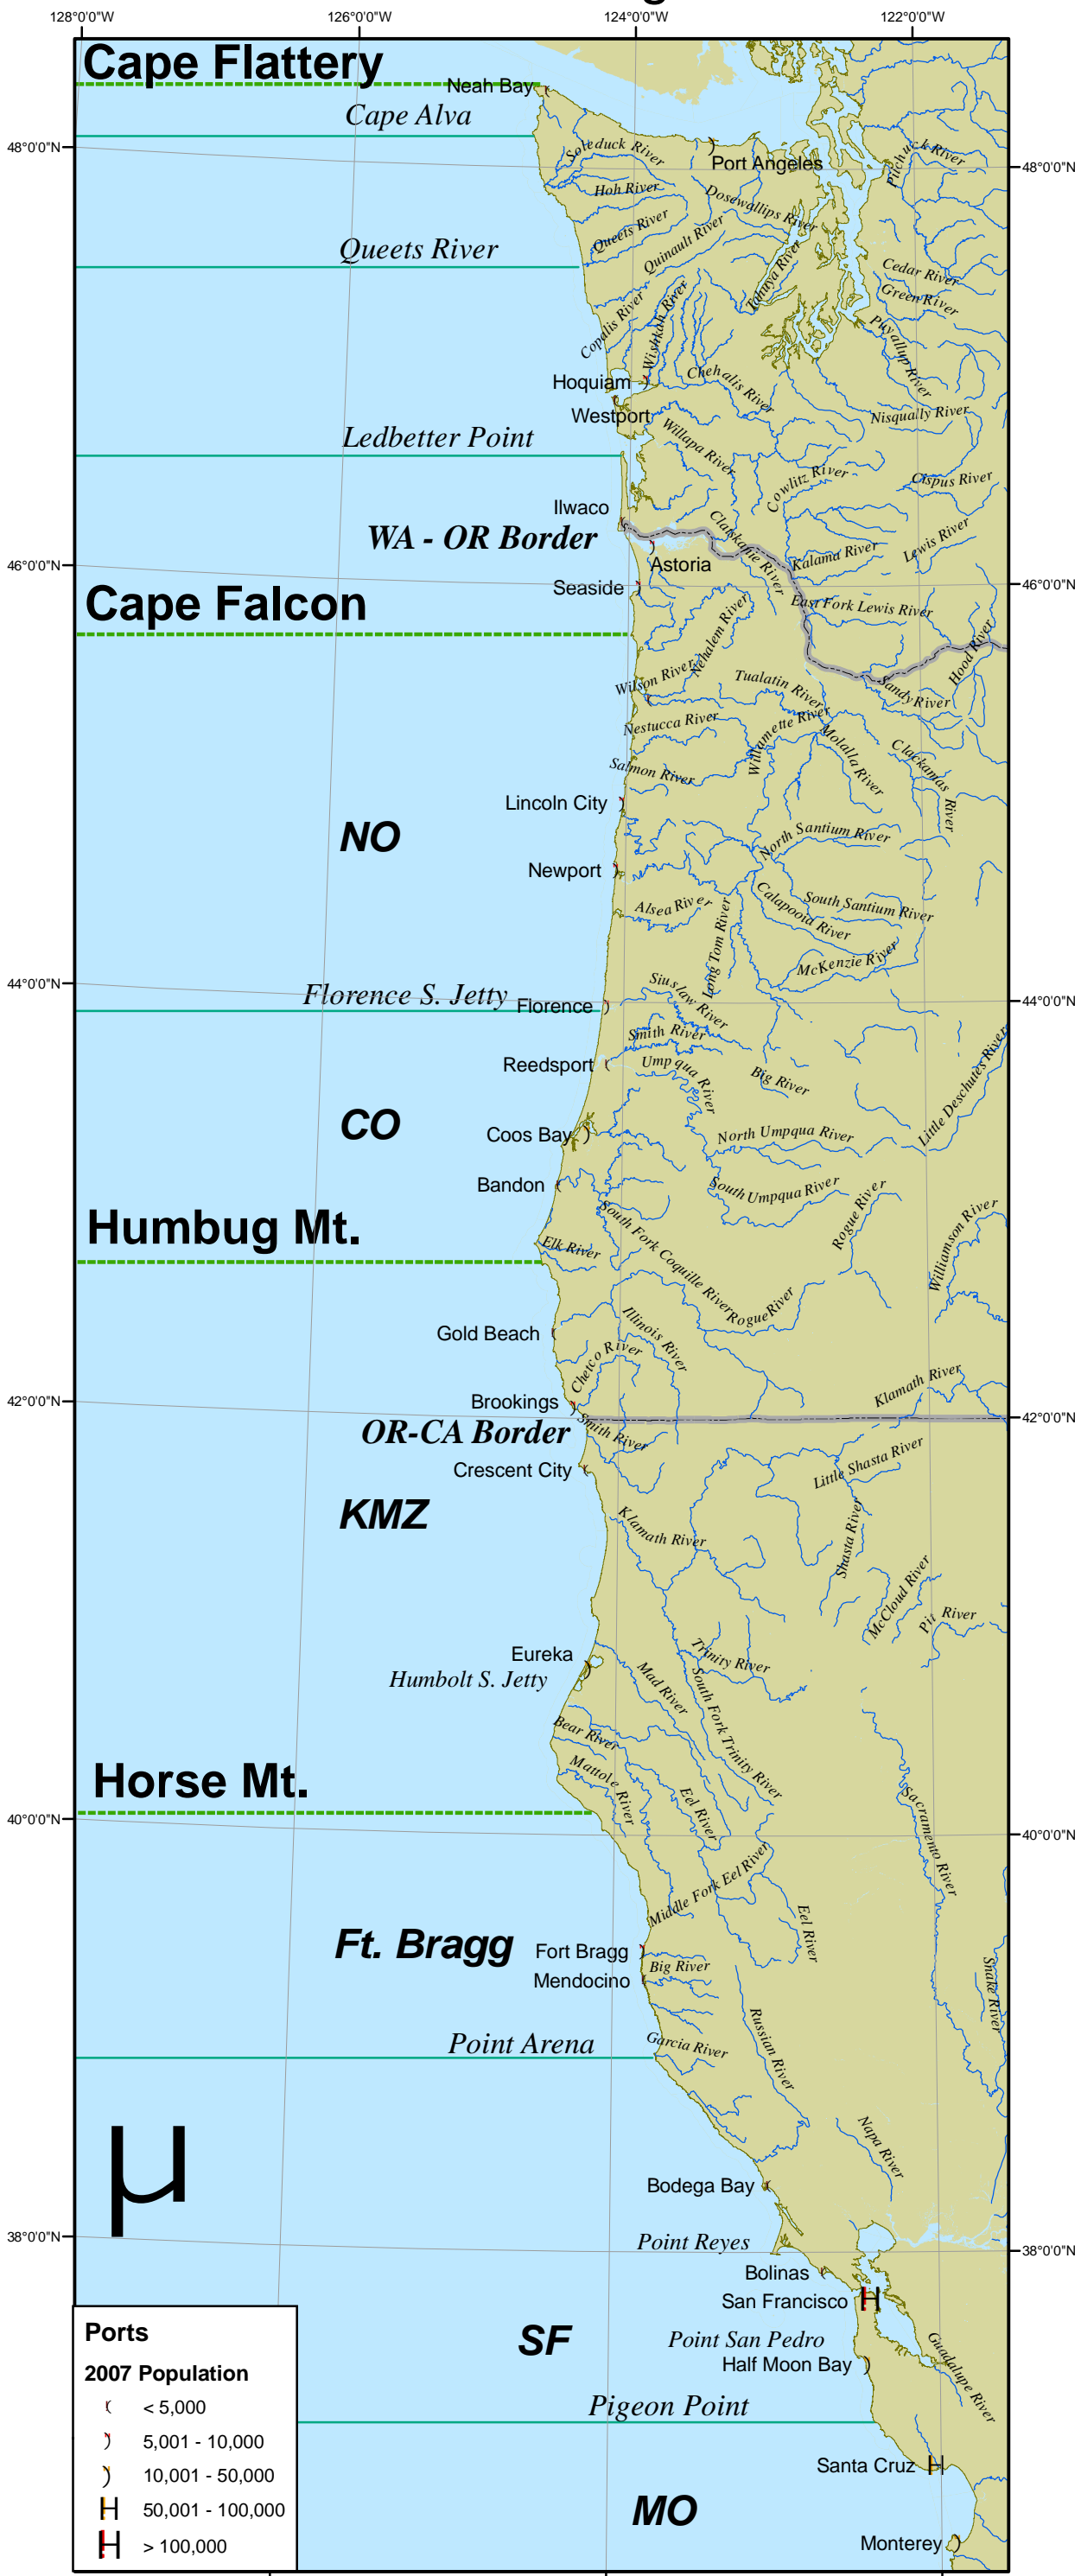 128°0'0"W
126°0'0"W
124°0'0"W
122°0'0"W
Cape Flattery
Neah Bay
Cape Alva
48°0'0"N
48°0'0"N
Soleduck River
Port Angeles
Pilchuck River
Hoh River
Dosewallips River
Queets River
Queets River
Quinault River
Tahuya River
Cedar River
Green River
Copalis River
Wishkah River
Puyallup River
Hoquiam
Chehalis River
Westport
Nisqually River
Ledbetter Point
Willapa River
Cowlitz River
Cispus River
Ilwaco
WA - OR Border
Clatskanie River
Lewis River
Astoria
Kalama River
46°0'0"N
46°0'0"N
Seaside
Cape Falcon
East Fork Lewis River
Nehalem River
Hood River
Wilson River
Tualatin River
Sandy River
Nestucca River
Willamette River
Molalla River
Clackamas River
Salmon River
Lincoln City
NO
North Santium River
Newport
Alsea River
South Santium River
Calapooid River
Long Tom River
McKenzie River
44°0'0"N
44°0'0"N
Florence S. Jetty
Florence
Siuslaw River
Smith River
Reedsport
Umpqua River
Big River
Little Deschutes River
CO
Coos Bay
North Umpqua River
Bandon
South Umpqua River
Rogue River
Williamson River
Humbug Mt.
South Fork Coquille River
Elk River
Rogue River
Gold Beach
Illinois River
Chetco River
Klamath River
42°0'0"N
42°0'0"N
Brookings
OR-CA Border
Smith River
Crescent City
Little Shasta River
KMZ
Klamath River
Shasta River
McCloud River
Pit River
Eureka
Trinity River
Humbolt S. Jetty
Mad River
South Fork Trinity River
Bear River
Horse Mt.
Mattole River
Eel River
Sacramento River
40°0'0"N
40°0'0"N
Middle Fork Eel River
Eel River
Ft. Bragg
Fort Bragg
Big River
Mendocino
Snake River
Russian River
Point Arena
Garcia River
µ
Napa River
Bodega Bay
38°0'0"N
38°0'0"N
Point Reyes
Bolinas
San Francisco
SF
Point San Pedro
Half Moon Bay
Guadalupe River
Pigeon Point
Santa Cruz
MO
Monterey
Ports
2007 Population
< 5,000
5,001 - 10,000
10,001 - 50,000
H 50,001 - 100,000
H > 100,000